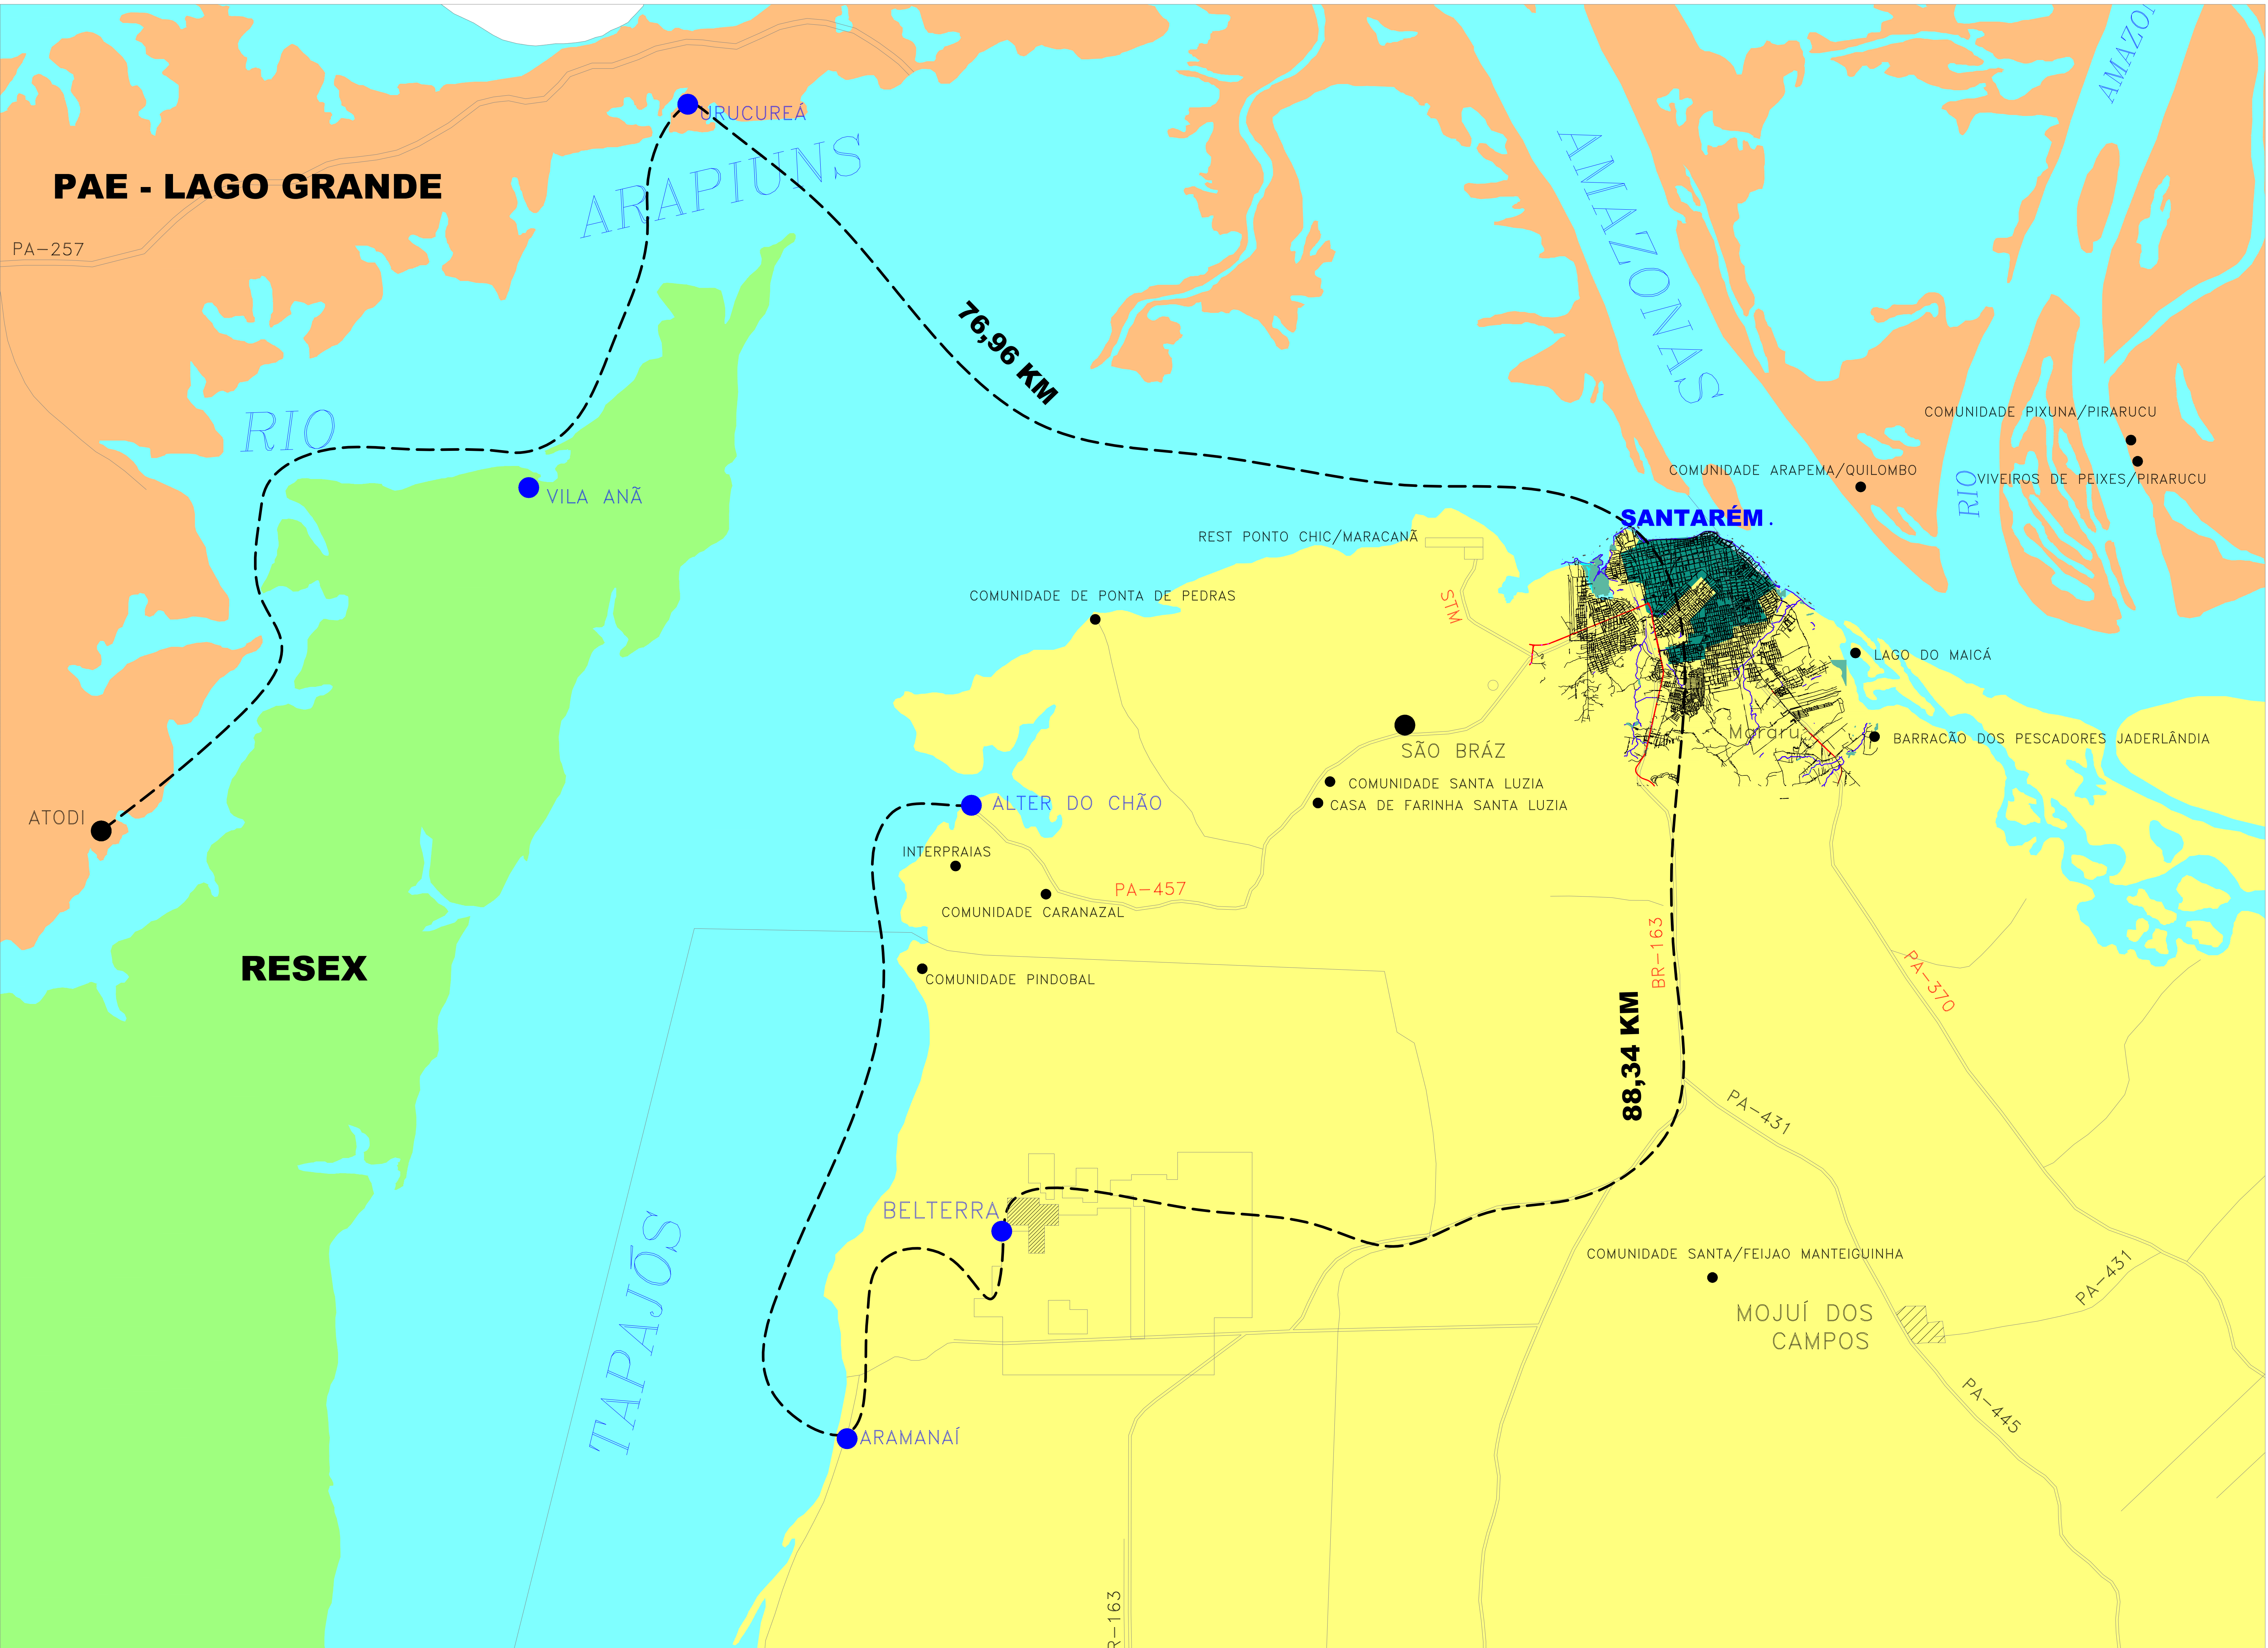 AMAZON
URUCUREÁ
ARAPIUNS
AMAZONAS
PAE - LAGO GRANDE
PA-257
76,96 KM
RIO
COMUNIDADE PIXUNA/PIRARUCU
COMUNIDADE ARAPEMA/QUILOMBO
VIVEIROS DE PEIXES/PIRARUCU
RIO
VILA ANÃ
SANTARÉM .
REST PONTO CHIC/MARACANÃ
COMUNIDADE DE PONTA DE PEDRAS
STM
LAGO DO MAICÁ
Mararu
BARRACÃO DOS PESCADORES JADERLÂNDIA
SÃO BRÁZ
COMUNIDADE SANTA LUZIA
CASA DE FARINHA SANTA LUZIA
ALTER DO CHÃO
ATODI
INTERPRAIAS
PA-457
COMUNIDADE CARANAZAL
BR-163
RESEX
COMUNIDADE PINDOBAL
PA-370
88,34 KM
PA-431
BELTERRA
TAPAJÓS
COMUNIDADE SANTA/FEIJAO MANTEIGUINHA
PA-431
MOJUÍ DOS
CAMPOS
PA-445
ARAMANAÍ
R-163